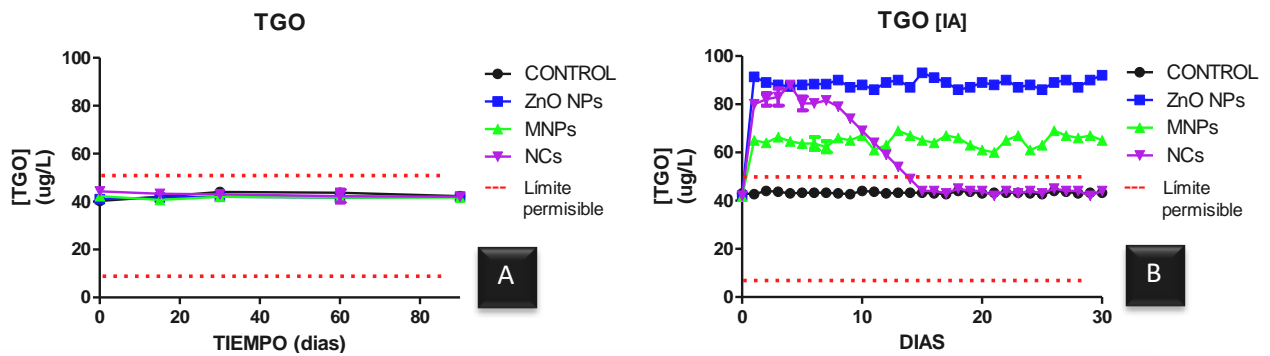 TGO
[TGO]
(ug/L)
100
80
60
40
20
0
0
20
40
60
80
TIEMPO (dias)
CONTROL
ZnO NPs
MNPs
NCs
Límite
permisible
A
TGO [IA]
[TGO]
(ug/L)
100
80
60
40
20
0
0
10
20
30
DIAS
CONTROL
ZnO NPs
MNPs
NCs
Límite
permisible
B